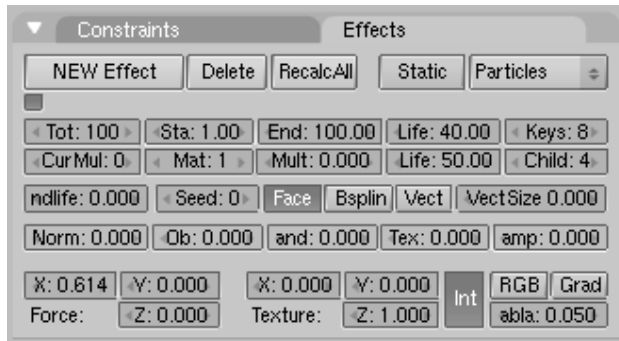 Constraints Effects
NEW Effect Delete RecalcAll Static Particles
Tot: 100 Sta: 1.00 End: 100.00 Life: 40.00 Keys: 8
CurMul: 0 Mat: 1 Mult: 0.000 Life: 50.00 Child: 4
ndlife: 0.000 Seed: 0 Face Bsplin Vect VectSize 0.000
Norm: 0.000 Ob: 0.000 and: 0.000 Tex: 0.000 amp: 0.000
X: 0.614 Y: 0.000 X: 0.000 Y: 0.000 Int RGB Grad
Force: Z: 0.000 Texture: Z: 1.000 abla: 0.050